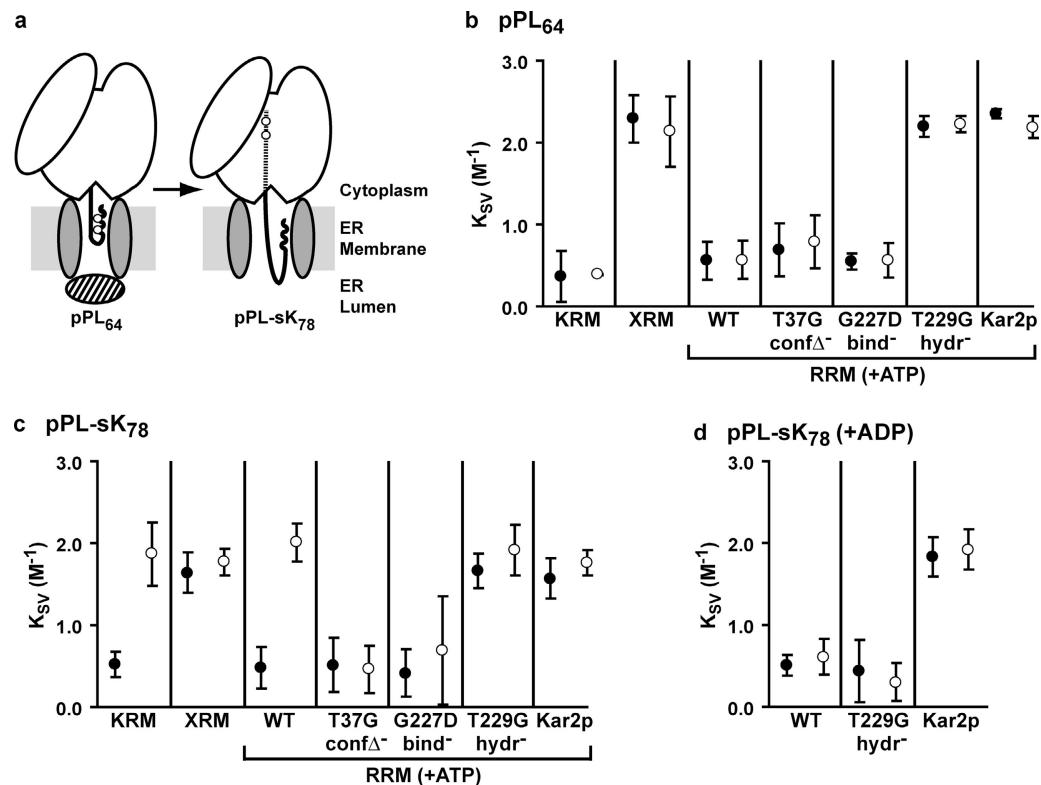 a
pPL64
pPL-sK78
Cytoplasm
ER
Membrane
ER
Lumen
b pPL64
KSV (M-1)
3.0
2.0
1.0
0.0
KRM XRM WT T37G G227D T229G Kar2p
confΔ- bind- hydr-
RRM (+ATP)
c pPL-sK78
KSV (M-1)
3.0
2.0
1.0
0.0
KRM XRM WT T37G G227D T229G Kar2p
confΔ- bind- hydr-
RRM (+ATP)
d pPL-sK78 (+ADP)
KSV (M-1)
3.0
2.0
1.0
0.0
WT T229G Kar2p
hydr-